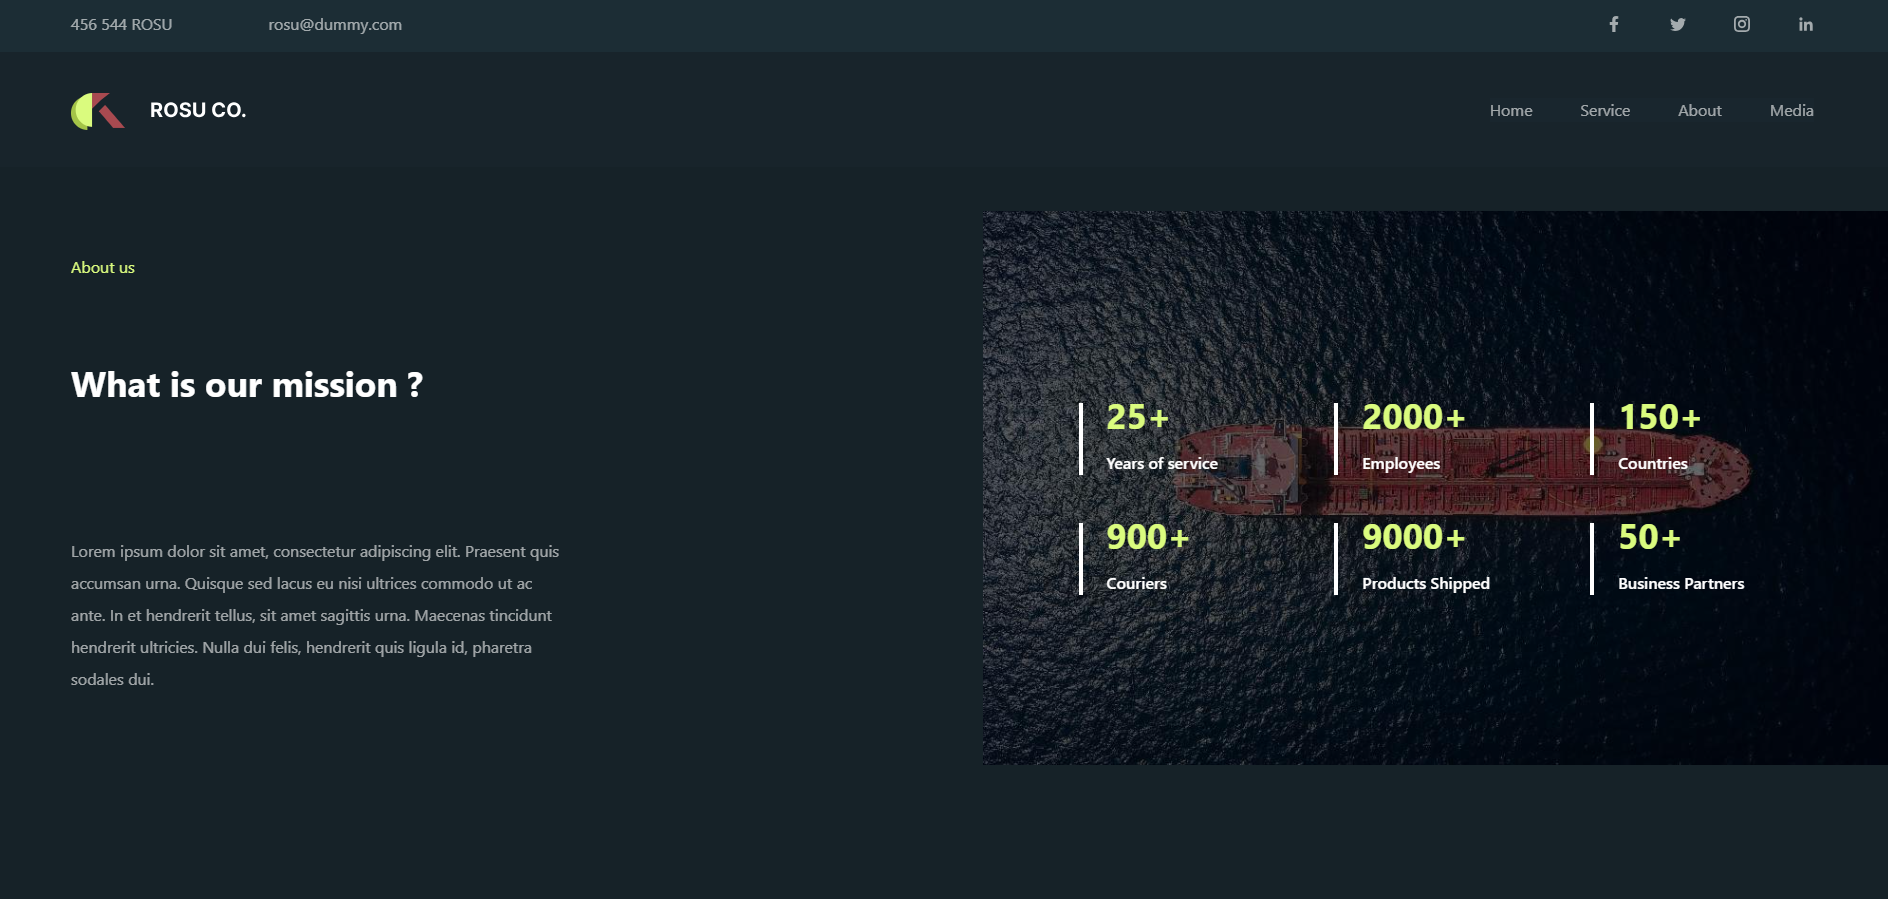 456 544 ROSU
rosu@dummy.com
ROSU CO.
Home
Service
About
Media
About us
What is our mission ?
Lorem ipsum dolor sit amet, consectetur adipiscing elit. Praesent quis
accumsan urna. Quisque sed lacus eu nisi ultrices commodo ut ac
ante. In et hendrerit tellus, sit amet sagittis urna. Maecenas tincidunt
hendrerit ultricies. Nulla dui felis, hendrerit quis ligula id, pharetra
sodales dui.
25+
Years of service
2000+
Employees
150+
Countries
900+
Couriers
9000+
Products Shipped
50+
Business Partners